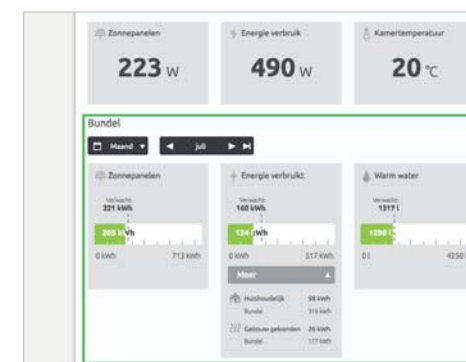 Zonnepanelen
223 W
Energie verbruik
490 W
Kamertemperatuur
20 °C
Bundel
Maand
juli
Zonnepanelen
Verwacht:
221 kWh
205 kWh
0 kWh 713 kWh
Energie verbruikt
Verwacht:
160 kWh
124 kWh
0 kWh 517 kWh
Meer
Huishoudelijk 98 kWh
Bundel 310 kWh
Gebouw gebonden 26 kWh
Bundel 177 kWh
Warm water
Verwacht:
1317 l
1290 l
0 l 4250 l